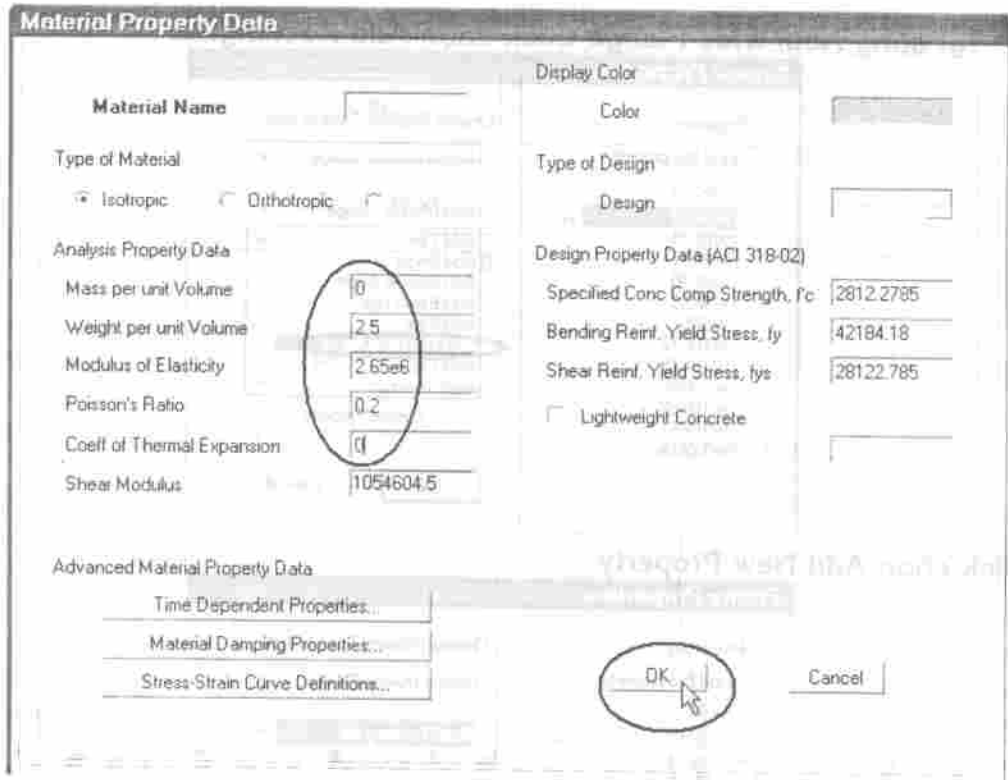 Material Property Data
Material Name
Type of Material
Isotropic Orthotropic
Analysis Property Data
Mass per unit Volume 0
Weight per unit Volume 2.5
Modulus of Elasticity 2.65e6
Poisson's Ratio 0.2
Coeff of Thermal Expansion 0
Shear Modulus 1054604.5
Advanced Material Property Data
Time Dependent Properties...
Material Damping Properties...
Stress-Strain Curve Definitions...
Display Color
Color
Type of Design
Design
Design Property Data (ACI 318-02)
Specified Conc Comp Strength, f'c 2812.2785
Bending Reinf. Yield Stress, fy 42184.18
Shear Reinf. Yield Stress, fys 28122.785
Lightweight Concrete
OK
Cancel